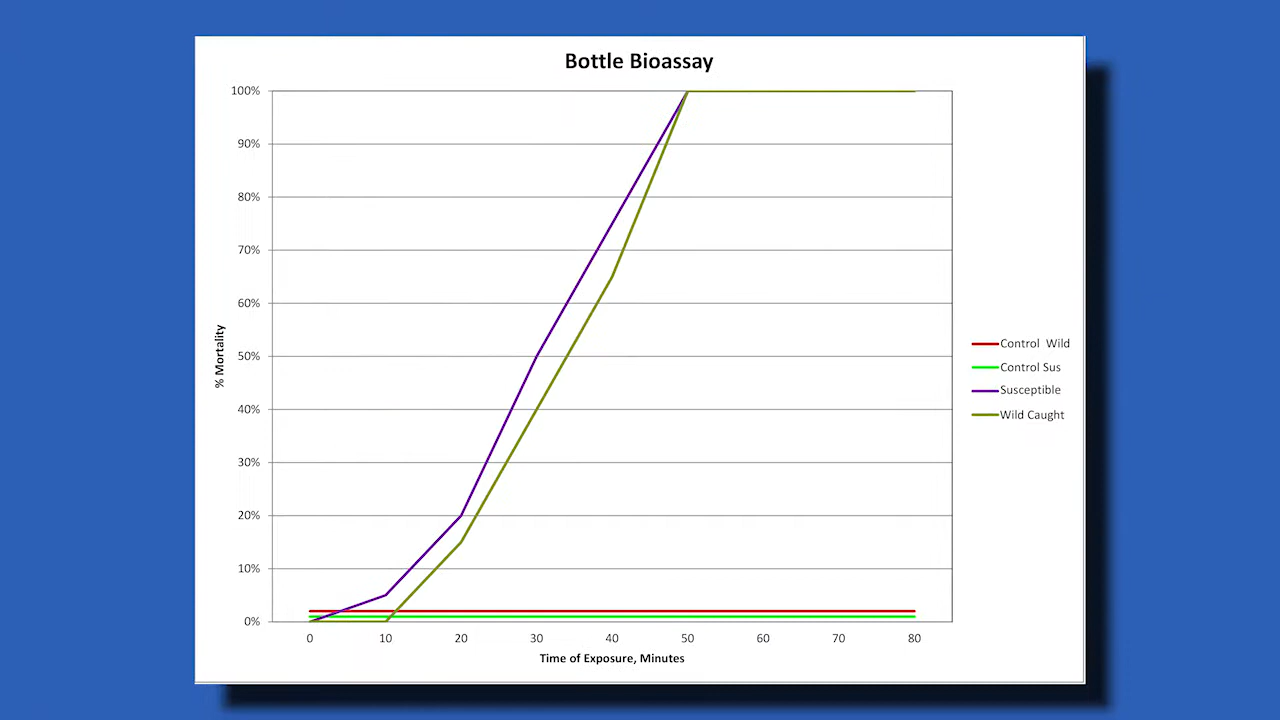 Bottle Bioassay
100%
90%
80%
70%
60%
50%
40%
30%
20%
10%
0%
% Mortality
0 10 20 30 40 50 60 70 80
Time of Exposure, Minutes
Control Wild
Control Sus
Susceptible
Wild Caught